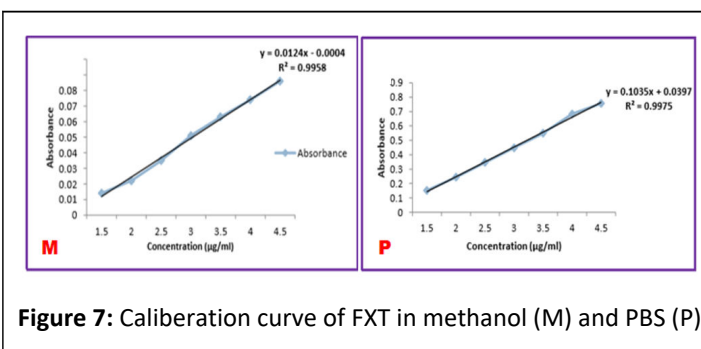 y = 0.0124x - 0.0004
R² = 0.9958
0.08
0.07
0.06
0.05
0.04
0.03
0.02
0.01
0
Absorbance
Absorbance
1.5 2 2.5 3 3.5 4 4.5
Concentration (µg/ml)
M
y = 0.1035x + 0.0397
R² = 0.9975
0.9
0.8
0.7
0.6
0.5
0.4
0.3
0.2
0.1
0
Absorbance
1.5 2 2.5 3 3.5 4 4.5
Concentration (µg/ml)
P
Figure 7: Caliberation curve of FXT in methanol (M) and PBS (P)